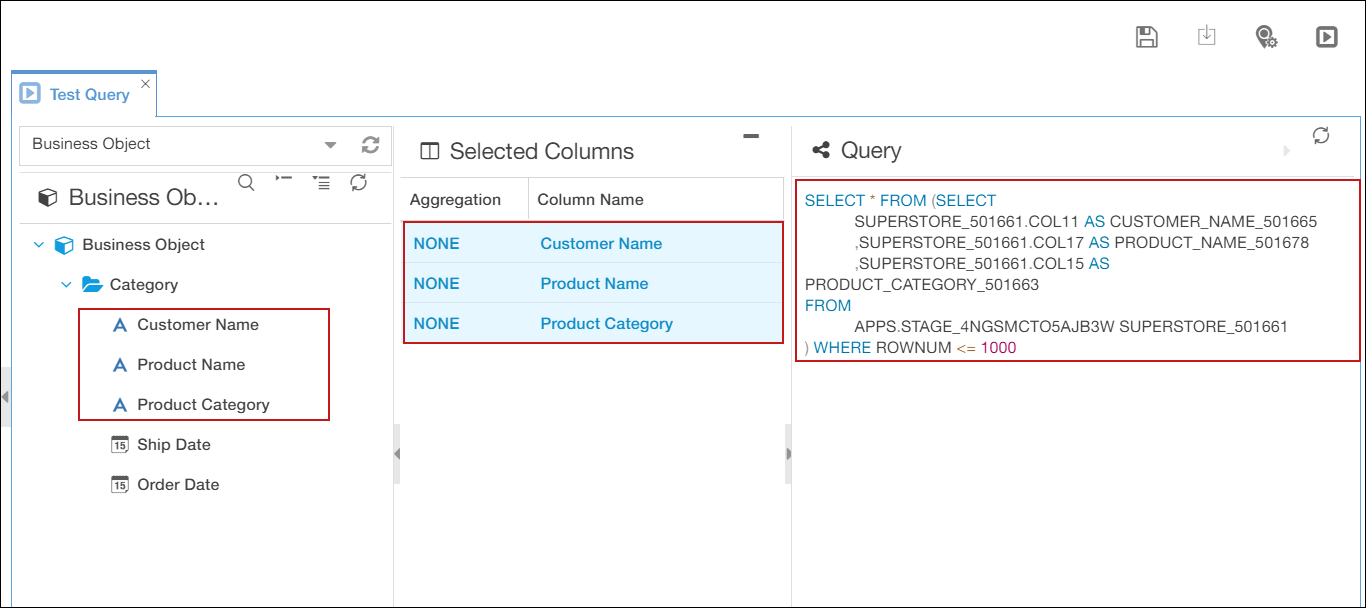 Test Query
Business Object
Business Ob...
Business Object
Category
Customer Name
Product Name
Product Category
15 Ship Date
15 Order Date
Selected Columns
Aggregation Column Name
NONE Customer Name
NONE Product Name
NONE Product Category
Query
SELECT * FROM (SELECT
SUPERSTORE_501661.COL11 AS CUSTOMER_NAME_501665
,SUPERSTORE_501661.COL17 AS PRODUCT_NAME_501678
,SUPERSTORE_501661.COL15 AS
PRODUCT_CATEGORY_501663
FROM
APPS.STAGE_4NGSMCTO5AJB3W SUPERSTORE_501661
) WHERE ROWNUM <= 1000